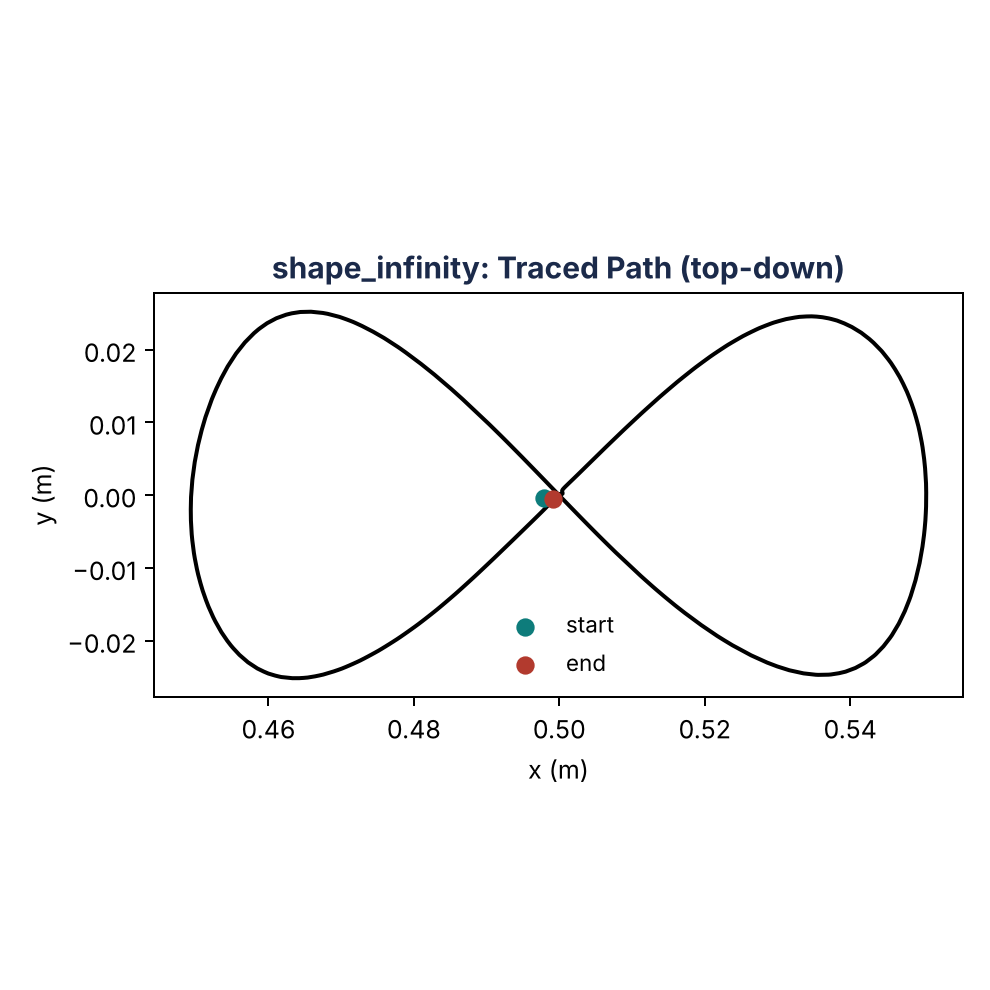 shape_infinity: Traced Path (top-down)
0.02
0.01
0.00
−0.01
−0.02
y (m)
start
end
0.46 0.48 0.50 0.52 0.54
x (m)